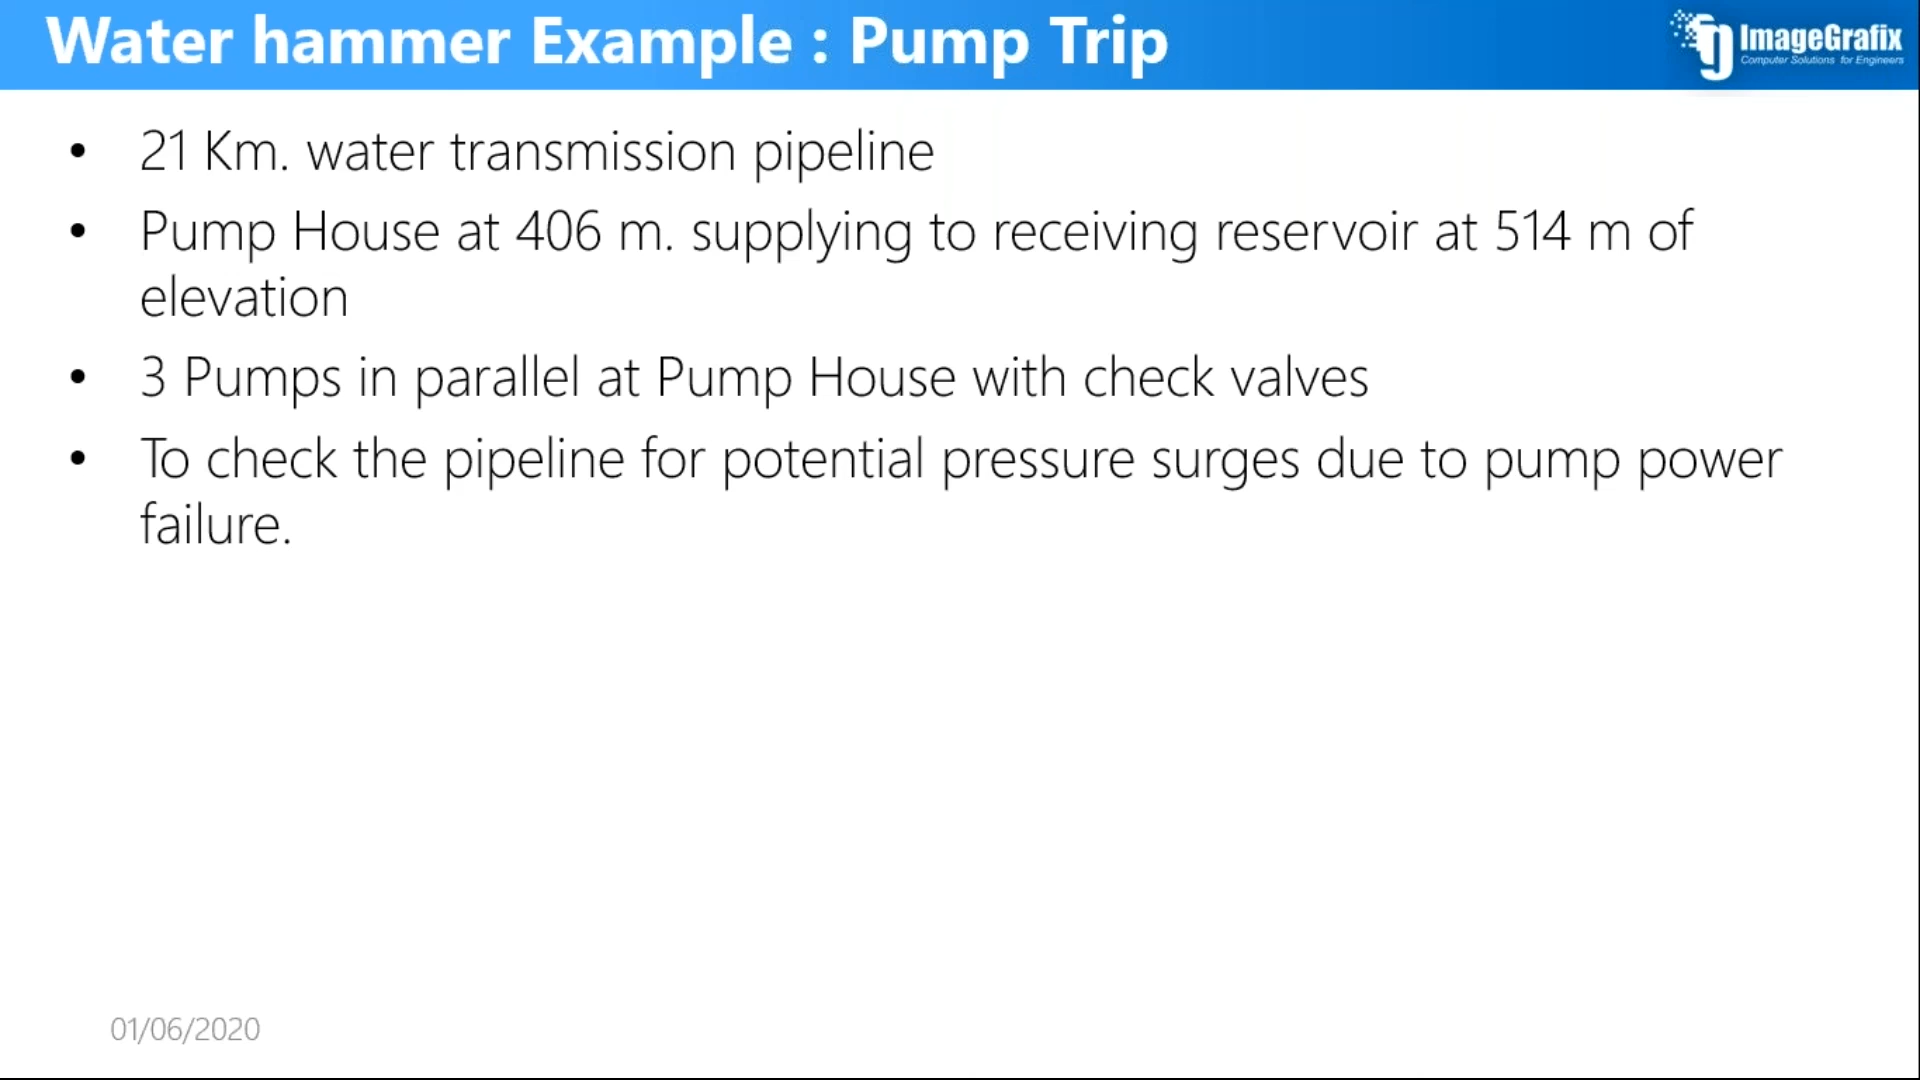 Water hammer Example : Pump Trip
ImageGrafix
Computer Solutions for Engineers
• 21 Km. water transmission pipeline
• Pump House at 406 m. supplying to receiving reservoir at 514 m of
elevation
• 3 Pumps in parallel at Pump House with check valves
• To check the pipeline for potential pressure surges due to pump power
failure.
01/06/2020